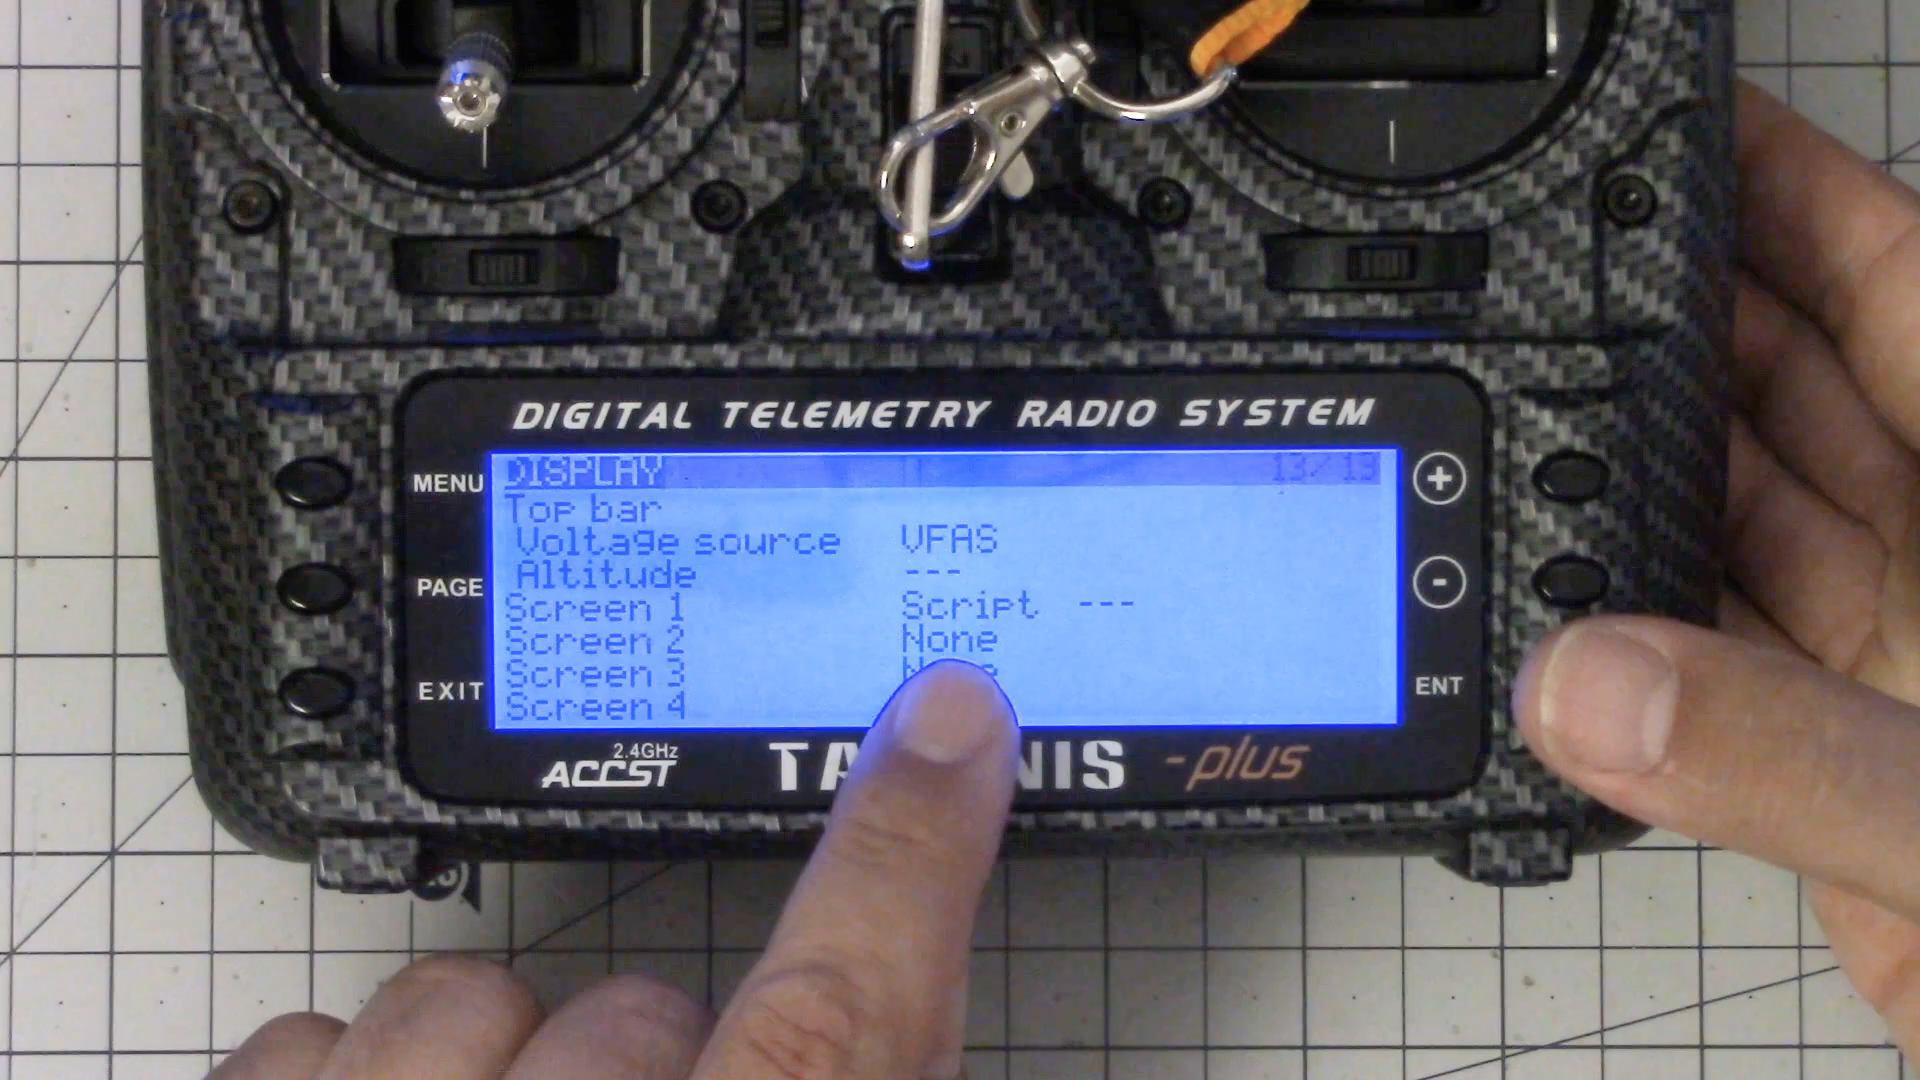 DIGITAL TELEMETRY RADIO SYSTEM
MENU
PAGE
EXIT
DISPLAY 13/13
Top bar
Voltage source VFAS
Altitude ---
Screen 1 Script ---
Screen 2 None
Screen 3
Screen 4
+
-
ENT
2.4GHz
ACCST
-plus